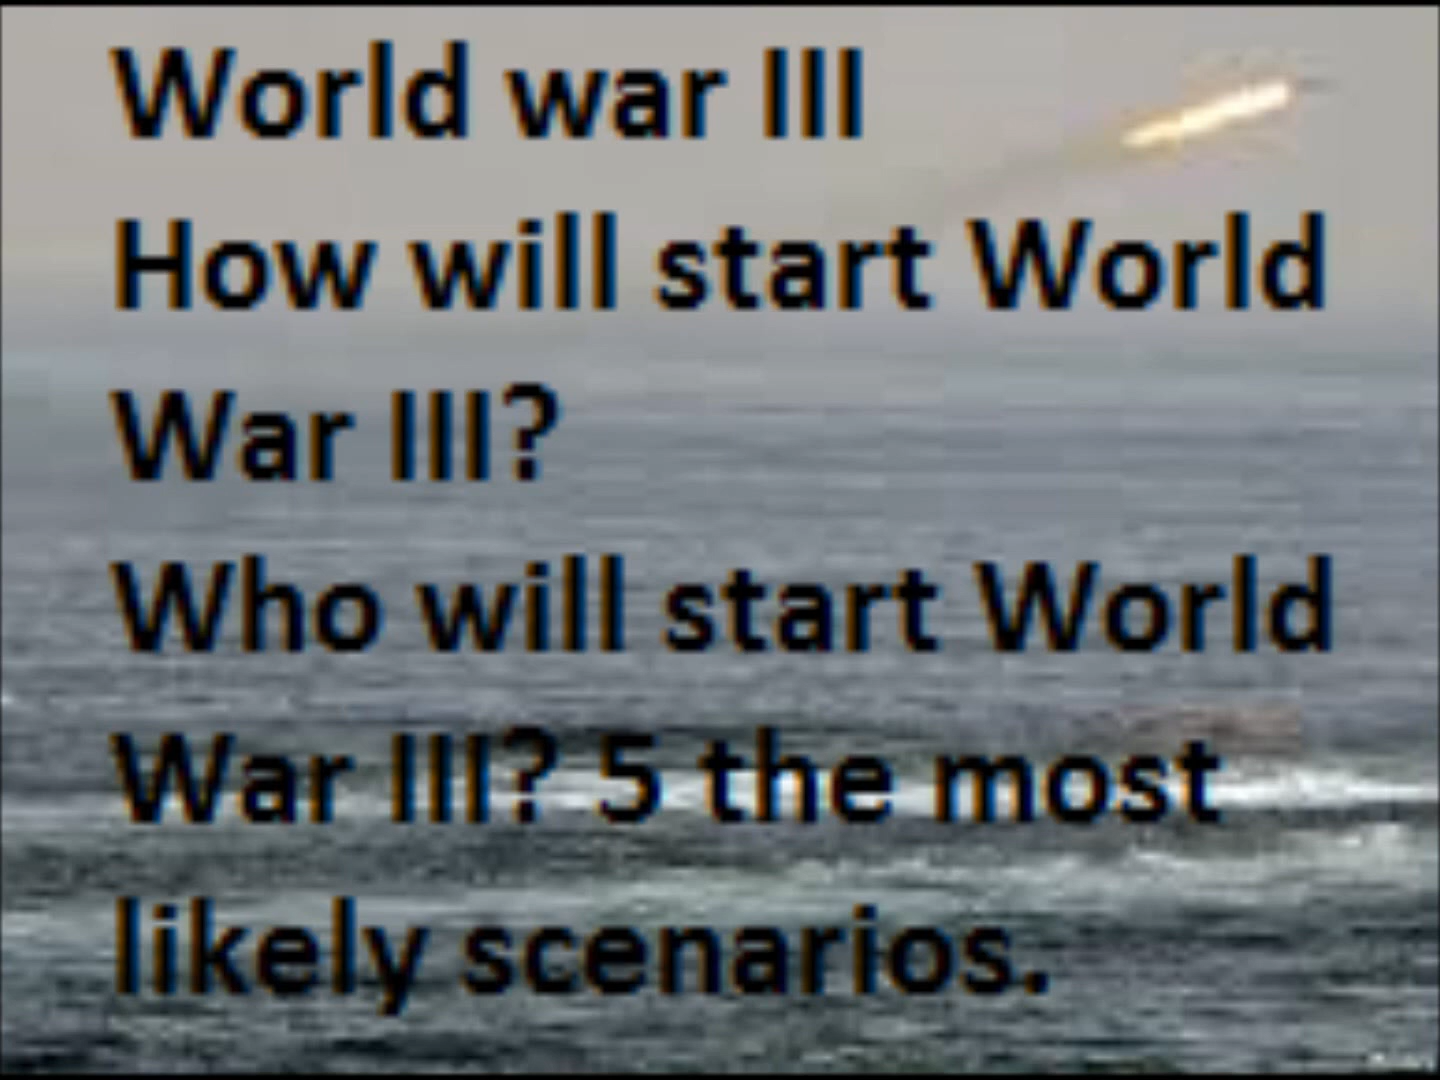 World war III
How will start World
War III?
Who will start World
War III? 5 the most
likely scenarios.